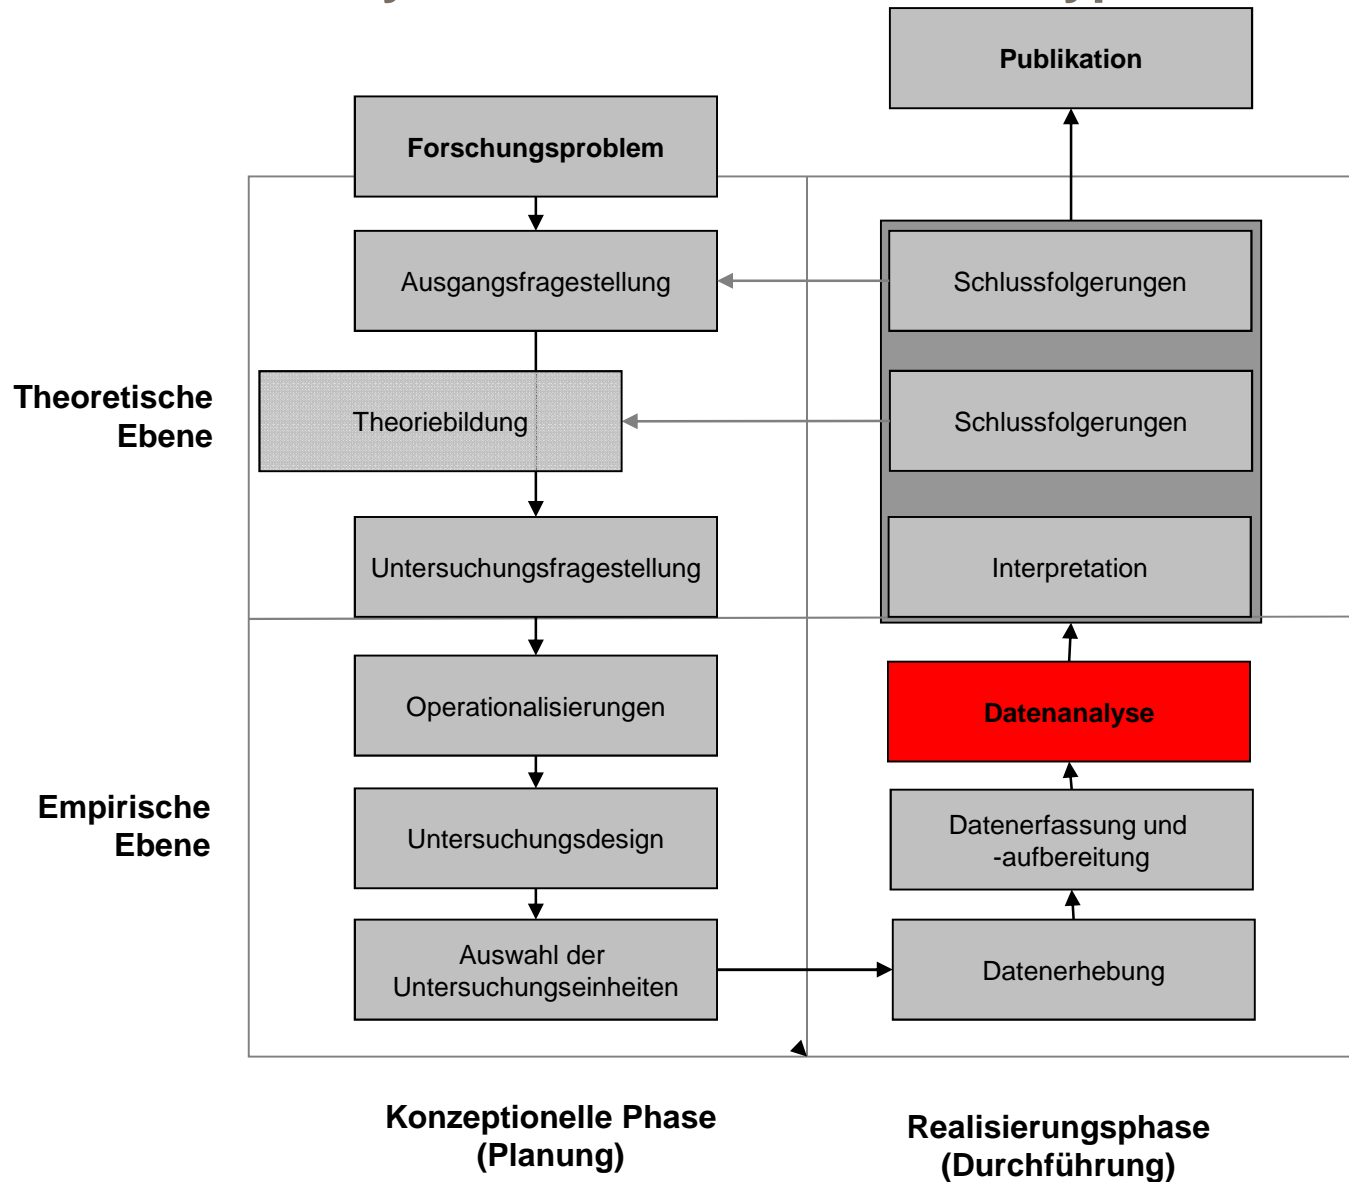 Publikation
Forschungsproblem
Ausgangsfragestellung
Schlussfolgerungen
Theoretische
Ebene
Theoriebildung
Schlussfolgerungen
Untersuchungsfragestellung
Interpretation
Operationalisierungen
Datenanalyse
Empirische
Ebene
Untersuchungsdesign
Datenerfassung und
-aufbereitung
Auswahl der
Untersuchungseinheiten
Datenerhebung
Konzeptionelle Phase
(Planung)
Realisierungsphase
(Durchführung)